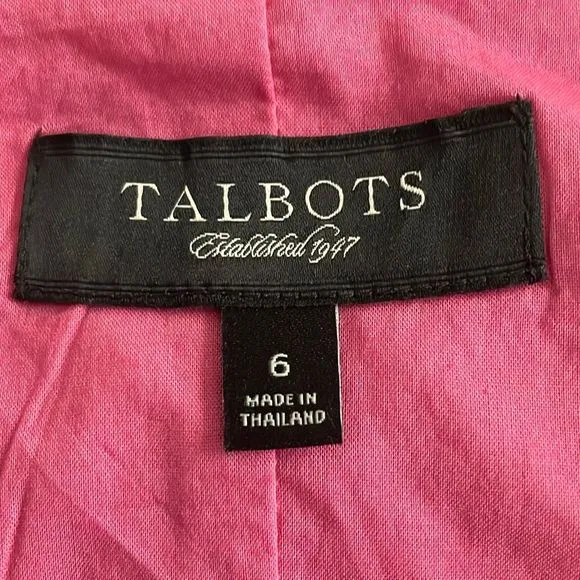 TALBOTS
Established 1947
6
MADE IN
THAILAND